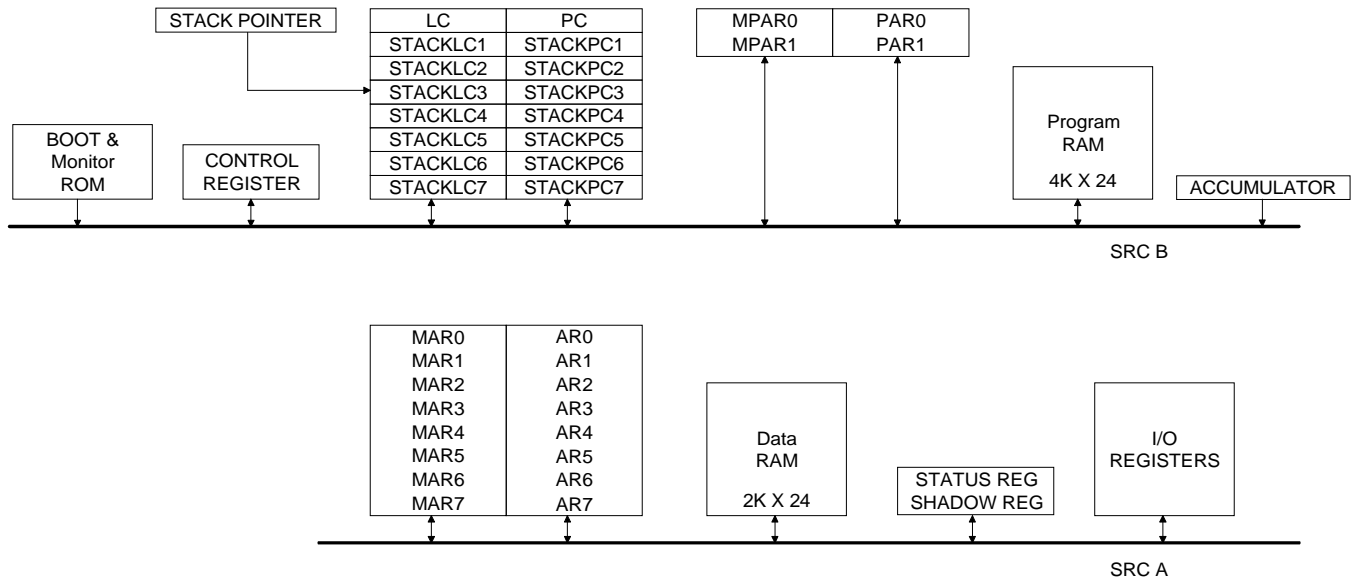 STACK POINTER
LC
PC
STACKLC1
STACKPC1
STACKLC2
STACKPC2
STACKLC3
STACKPC3
STACKLC4
STACKPC4
STACKLC5
STACKPC5
STACKLC6
STACKPC6
STACKLC7
STACKPC7
MPAR0
MPAR1
PAR0
PAR1
BOOT &
Monitor
ROM
CONTROL
REGISTER
Program
RAM
4K X 24
ACCUMULATOR
SRC B
MAR0
MAR1
MAR2
MAR3
MAR4
MAR5
MAR6
MAR7
AR0
AR1
AR2
AR3
AR4
AR5
AR6
AR7
Data
RAM
2K X 24
STATUS REG
SHADOW REG
I/O
REGISTERS
SRC A